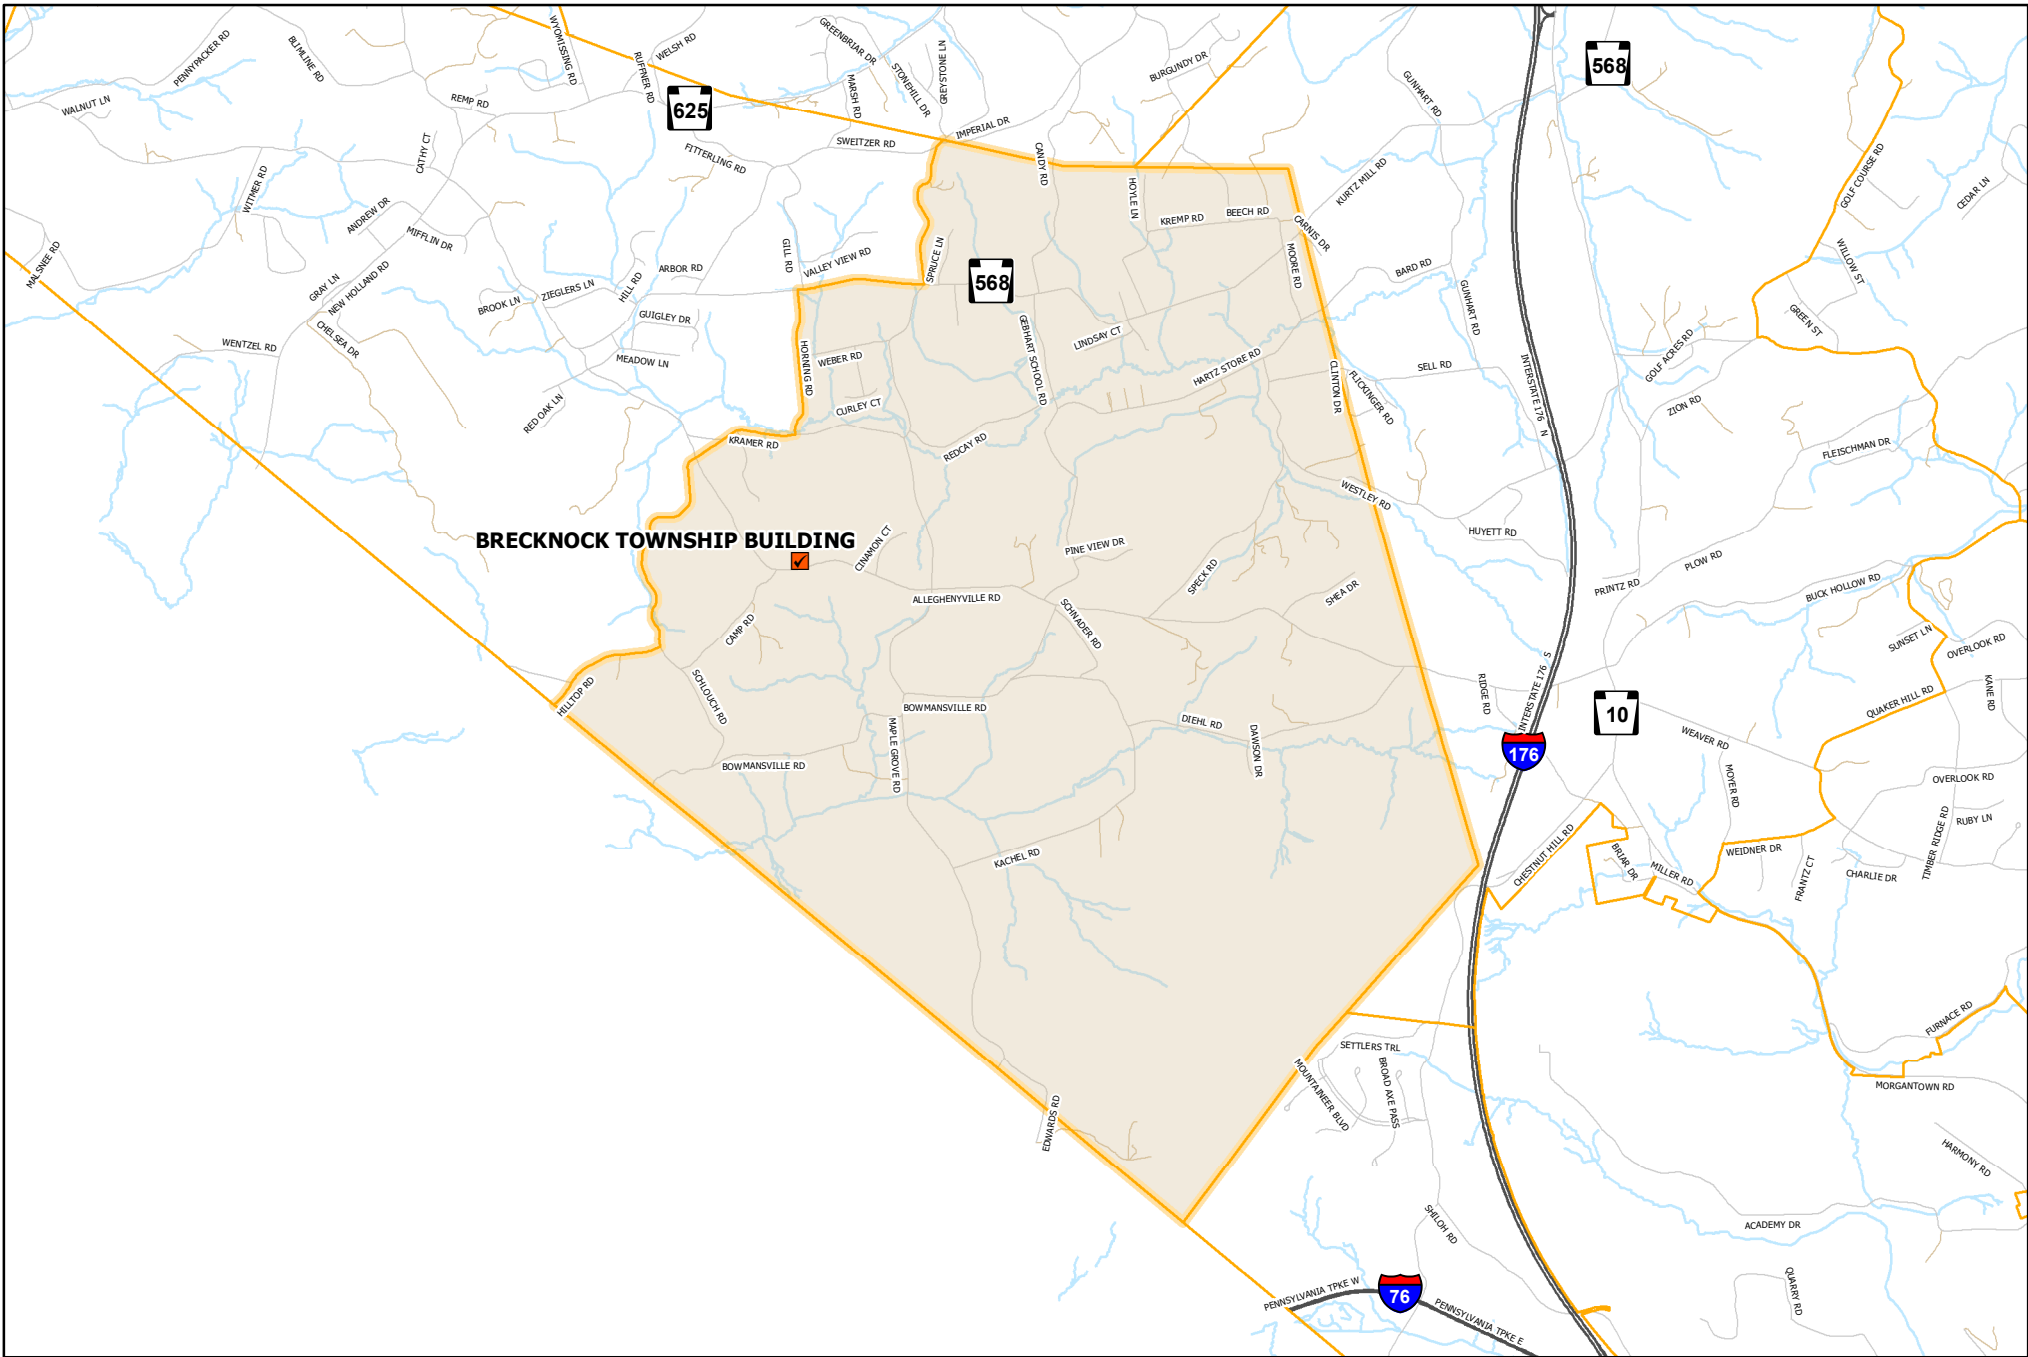 WYOMISSING RD
GREENBRIAR DR
PENNYPACKER RD
BLIMLINE RD
WELSH RD
RUFFNER RD
GREYSTONE LN
STONEHILL DR
BURGUNDY DR
568
GUNHART RD
WALNUT LN
REMP RD
625
MARSH RD
IMPERIAL DR
SWEITZER RD
FITTERLING RD
CATHY CT
CANDY RD
WITMER RD
KURTZ MILL RD
GOLF COURSE RD
CEDAR LN
ANDREW DR
MIFFLIN DR
HOYLE LN
KREMP RD
BEECH RD
CARNIS DR
MALSNEE RD
GILL RD
VALLEY VIEW RD
SPRUCE LN
568
MOORE RD
BARD RD
WILLOW ST
ARBOR RD
GRAY LN
NEW HOLLAND RD
ZIEGLERS LN
HILL RD
BROOK LN
GUIGLEY DR
GUNHART RD
GREEN ST
CHELSEA DR
WENTZEL RD
MEADOW LN
HORNING RD
WEBER RD
GEBHART SCHOOL RD
LINDSAY CT
HARTZ STORE RD
CLINTON DR
FLICKINGER RD
SELL RD
INTERSTATE 176 N
GOLF ACRES RD
RED OAK LN
CURLEY CT
ZION RD
KRAMER RD
REDCAY RD
FLEISCHMAN DR
WESTLEY RD
BRECKNOCK TOWNSHIP BUILDING
CINAMON CT
PINE VIEW DR
HUYETT RD
SPECK RD
PLOW RD
PRINTZ RD
BUCK HOLLOW RD
ALLEGHENYVILLE RD
SHEA DR
CAMP RD
SCHNADER RD
SUNSET LN
OVERLOOK RD
SCHLOUCH RD
HILLTOP RD
BOWMANSVILLE RD
DIEHL RD
RIDGE RD
INTERSTATE 176 S
10
QUAKER HILL RD
KANE RD
MAPLE GROVE RD
DAWSON DR
WEAVER RD
176
BOWMANSVILLE RD
MOYER RD
OVERLOOK RD
RUBY LN
KACHEL RD
CHESTNUT HILL RD
BRIAR DR
MILLER RD
WEIDNER DR
FRANTZ CT
CHARLIE DR
TIMBER RIDGE RD
FURNACE RD
SETTLERS TRL
MOUNTAINEER BLVD
BROAD AXE PASS
MORGANTOWN RD
EDWARDS RD
HARMONY RD
SHILOH RD
ACADEMY DR
PENNSYLVANIA TPKE W
76
PENNSYLVANIA TPKE E
QUARRY RD